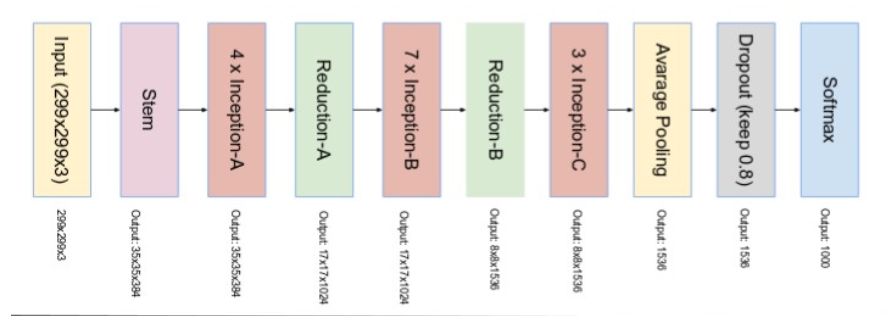 Input (299x299x3)
299x299x3
Stem
Output: 35x35x384
4 x Inception-A
Output: 35x35x384
Reduction-A
Output: 17x17x1024
7 x Inception-B
Output: 17x17x1024
Reduction-B
Output: 8x8x1536
3 x Inception-C
Output: 8x8x1536
Avarage Pooling
Output: 1536
Dropout (keep 0.8)
Output: 1536
Softmax
Output: 1000